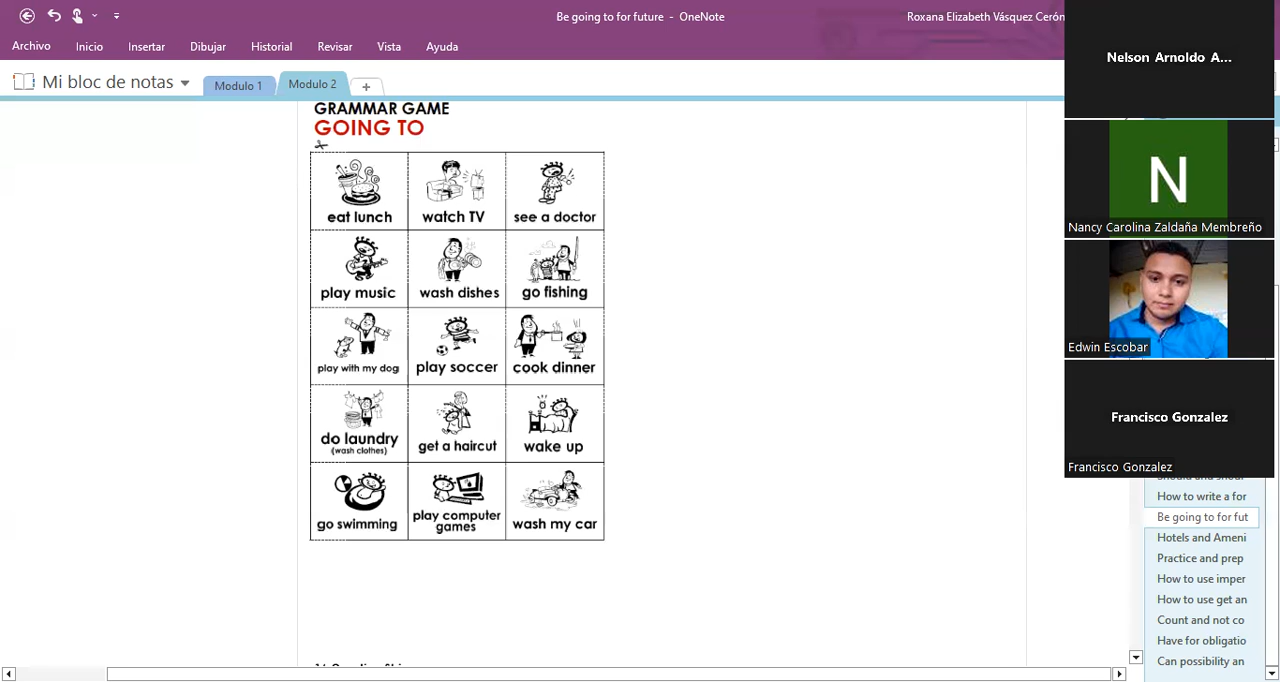 Be going to for future - OneNote
Roxana Elizabeth Vásquez Cerón
Archivo
Inicio
Insertar
Dibujar
Historial
Revisar
Vista
Ayuda
Mi bloc de notas
Modulo 1
Modulo 2
GRAMMAR GAME
GOING TO
eat lunch
watch TV
see a doctor
play music
wash dishes
go fishing
play with my dog
play soccer
cook dinner
do laundry
(wash clothes)
get a haircut
wake up
go swimming
play computer
games
wash my car
Nelson Arnoldo A...
N
Nancy Carolina Zaldaña Membreño
Edwin Escobar
Francisco Gonzalez
Francisco Gonzalez
How to write a for
Be going to for fut
Hotels and Ameni
Practice and prep
How to use imper
How to use get an
Count and not co
Have for obligatio
Can possibility an